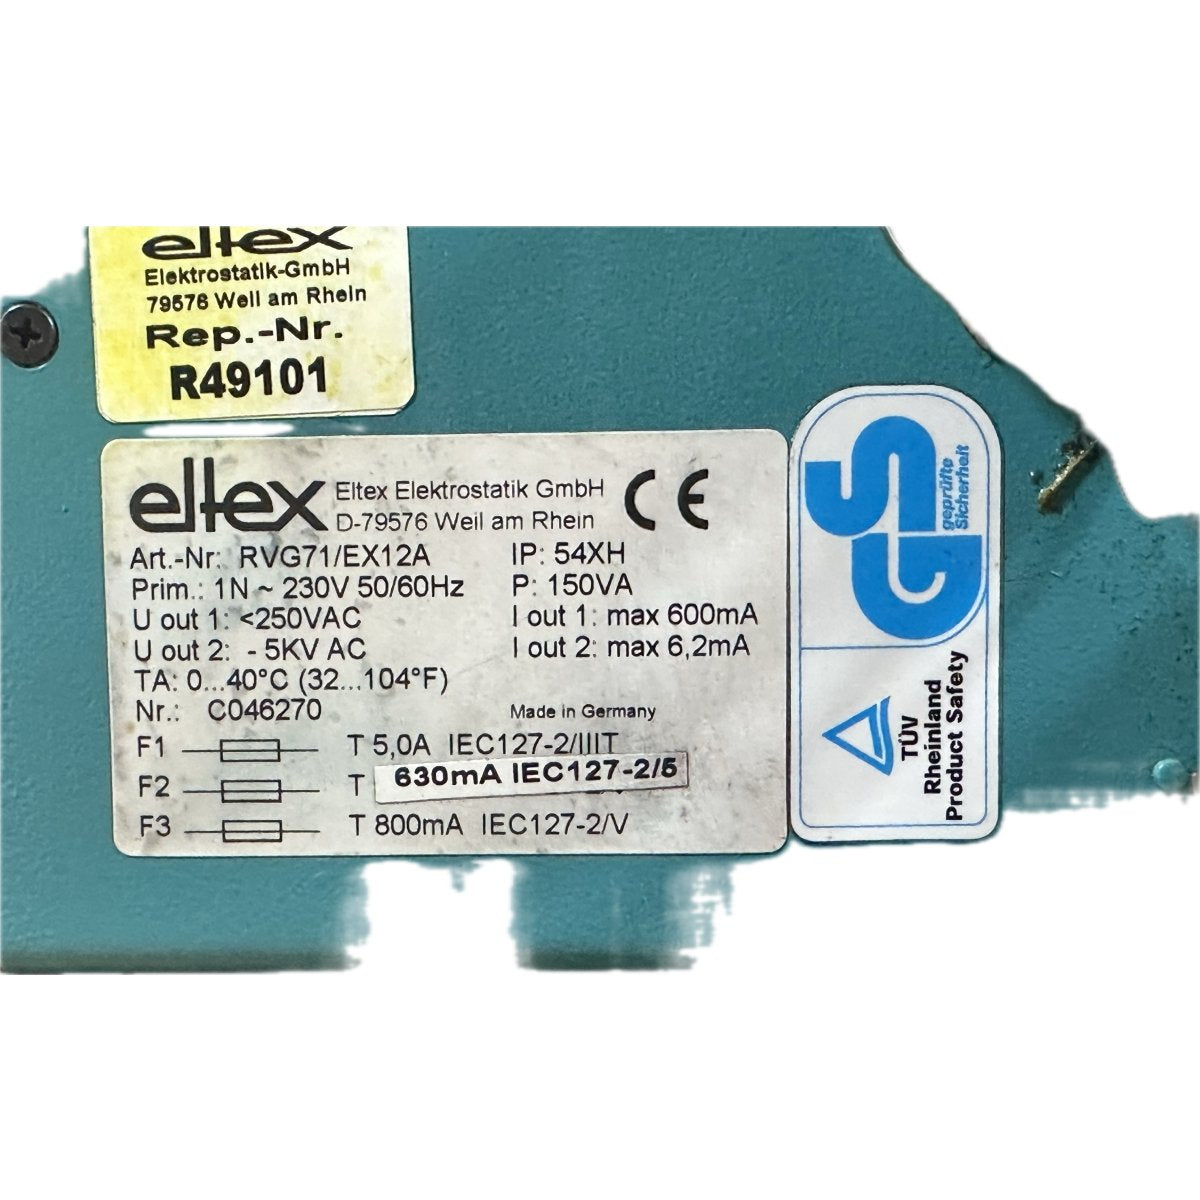 eltex
Elektrostatik-GmbH
79576 Weil am Rhein
Rep.-Nr.
R49101
eltex Eltex Elektrostatik GmbH CE
D-79576 Weil am Rhein
Art.-Nr: RVG71/EX12A IP: 54XH
Prim.: 1N ~ 230V 50/60Hz P: 150VA
U out 1: <250VAC I out 1: max 600mA
U out 2: - 5KV AC I out 2: max 6,2mA
TA: 0...40°C (32...104°F)
Nr.: C046270 Made in Germany
F1 T 5,0A IEC127-2/IIIT
F2 T 630mA IEC127-2/5
F3 T 800mA IEC127-2/V
GS
geprüfte
Sicherheit
TÜV
Rheinland
Product Safety